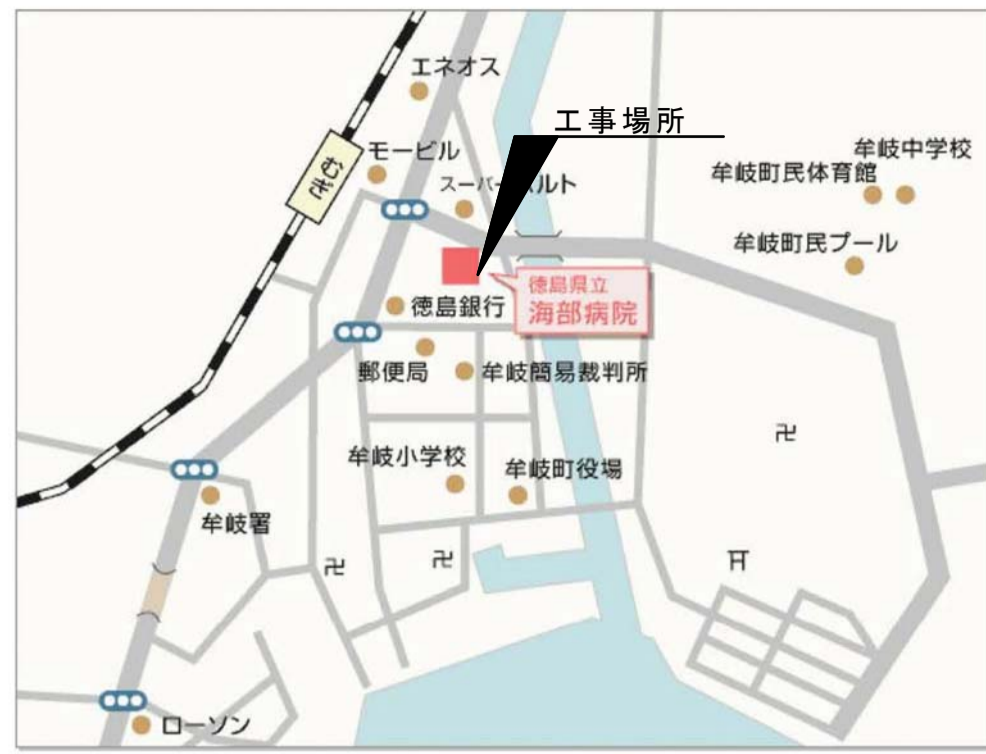 エネオス
工事場所
モービル
むぎ
スーパー
ルト
牟岐中学校
牟岐町民体育館
牟岐町民プール
徳島県立
海部病院
徳島銀行
郵便局
牟岐簡易裁判所
牟岐小学校
牟岐町役場
牟岐署
ローソン